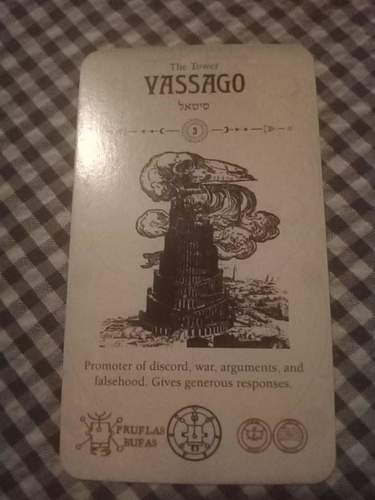 The Tower
VASSAGO
סיטאל
3
Promoter of discord, war, arguments, and
falsehood. Gives generous responses.
PRUFLAS
BUFAS